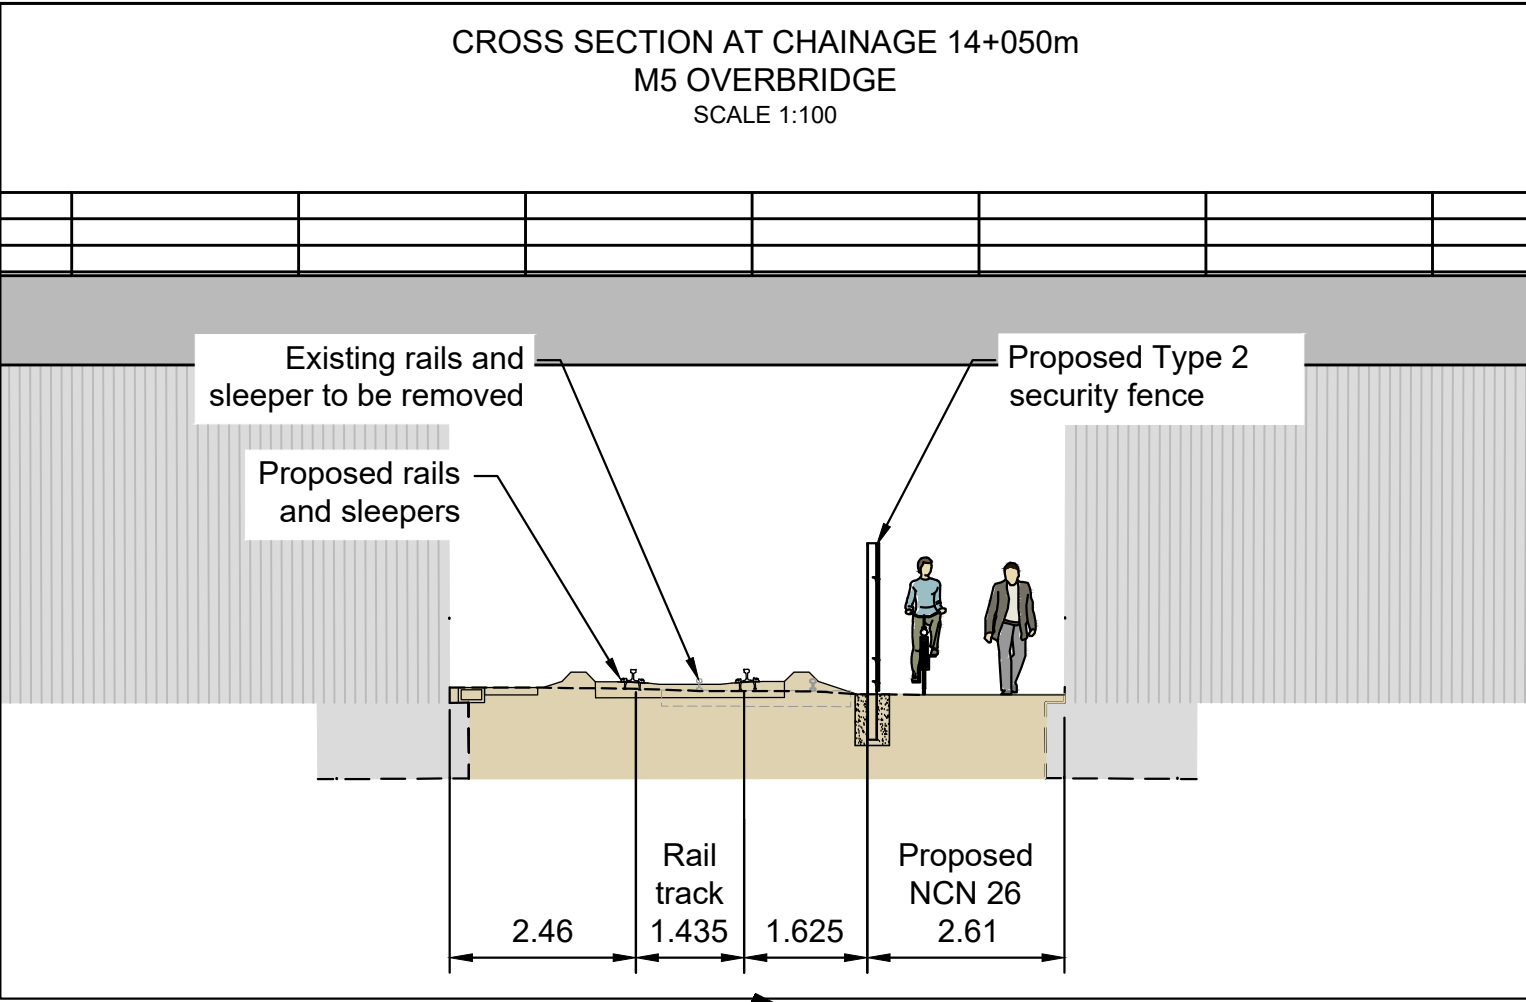 CROSS SECTION AT CHAINAGE 14+050m
M5 OVERBRIDGE
SCALE 1:100
Existing rails and
sleeper to be removed
Proposed Type 2
security fence
Proposed rails
and sleepers
Rail
track
1.435
Proposed
NCN 26
2.61
2.46
1.625